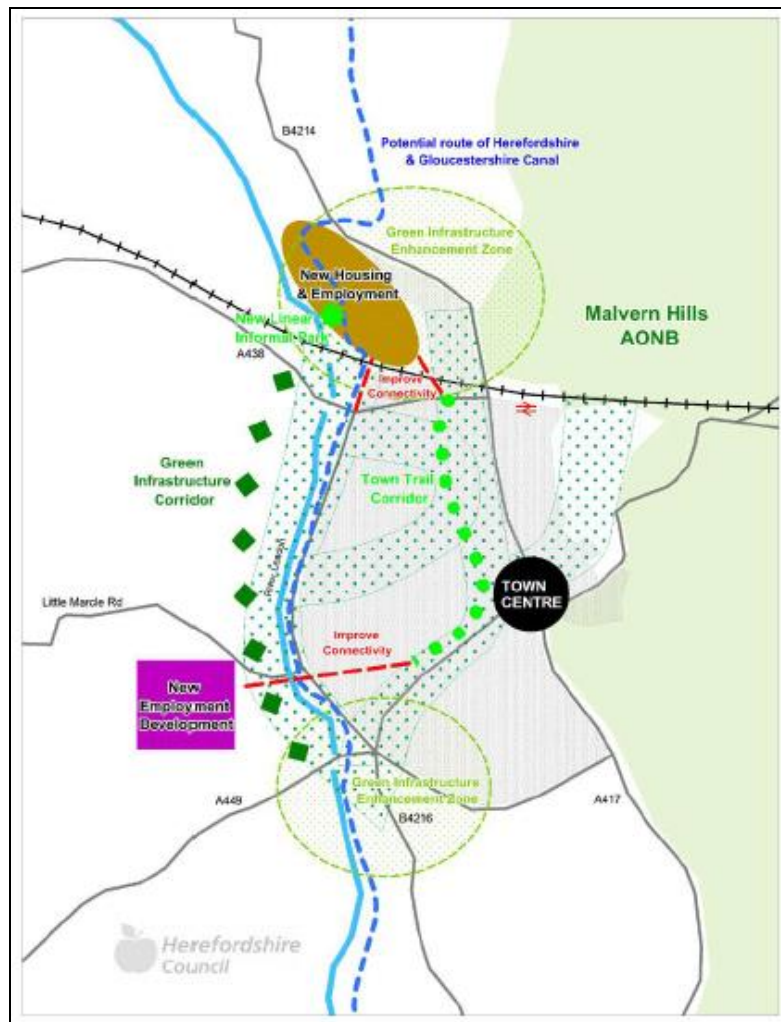 B4214
Potential route of Herefordshire
& Gloucestershire Canal
Green Infrastructure
Enhancement Zone
New Housing
& Employment
New Linear
Informal Park
Malvern Hills
AONB
A438
Improve
Connectivity
Green
Infrastructure
Corridor
Town Trail
Corridor
River Leadon
TOWN
CENTRE
Little Marcle Rd
Improve
Connectivity
New
Employment
Development
Green Infrastructure
Enhancement Zone
A449
B4216
A417
Herefordshire
Council